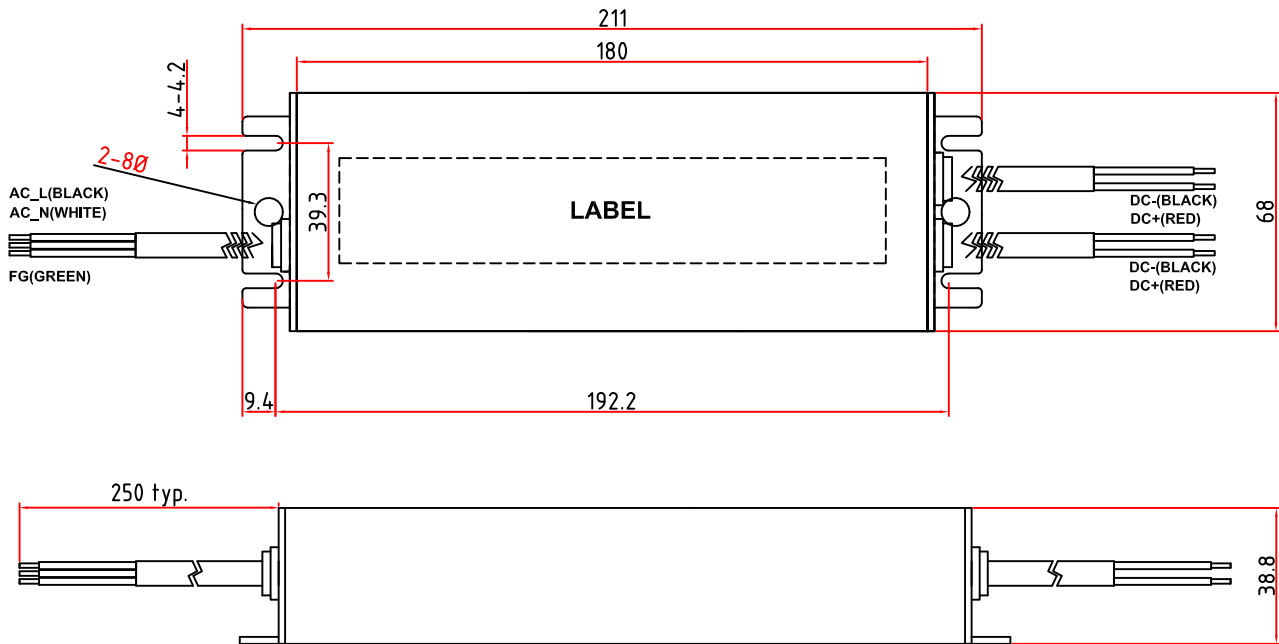 211
180
4-4.2
2-8Ø
AC_L(BLACK)
AC_N(WHITE)
FG(GREEN)
39.3
LABEL
DC-(BLACK)
DC+(RED)
68
DC-(BLACK)
DC+(RED)
9.4
192.2
250 typ.
38.8